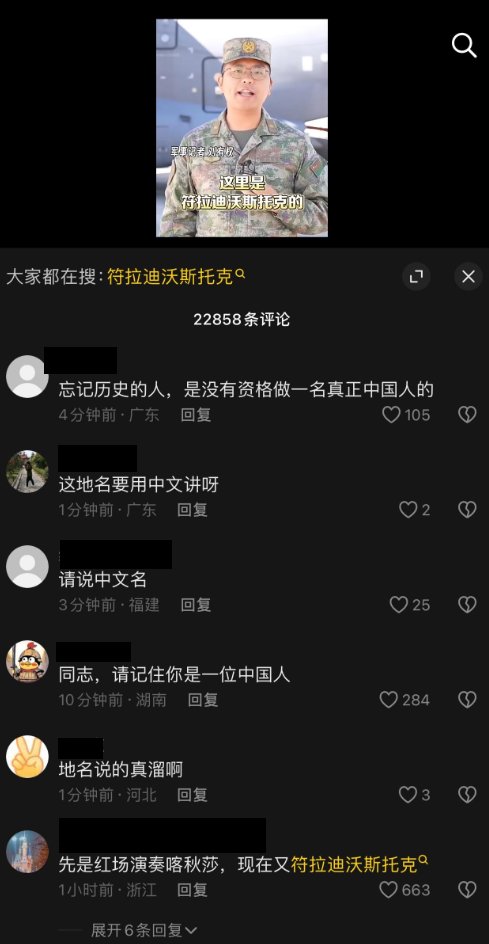 军事记者 刘有权
这里是
符拉迪沃斯托克的
大家都在搜:符拉迪沃斯托克
22858条评论
忘记历史的人，是没有资格做一名真正中国人的
4分钟前·广东 回复 105
这地名要用中文讲呀
1分钟前·广东 回复 2
请说中文名
3分钟前·福建 回复 25
同志，请记住你是一位中国人
10分钟前·湖南 回复 284
地名说的真溜啊
1分钟前·河北 回复 3
先是红场演奏喀秋莎，现在又符拉迪沃斯托克
1小时前·浙江 回复 663
展开6条回复